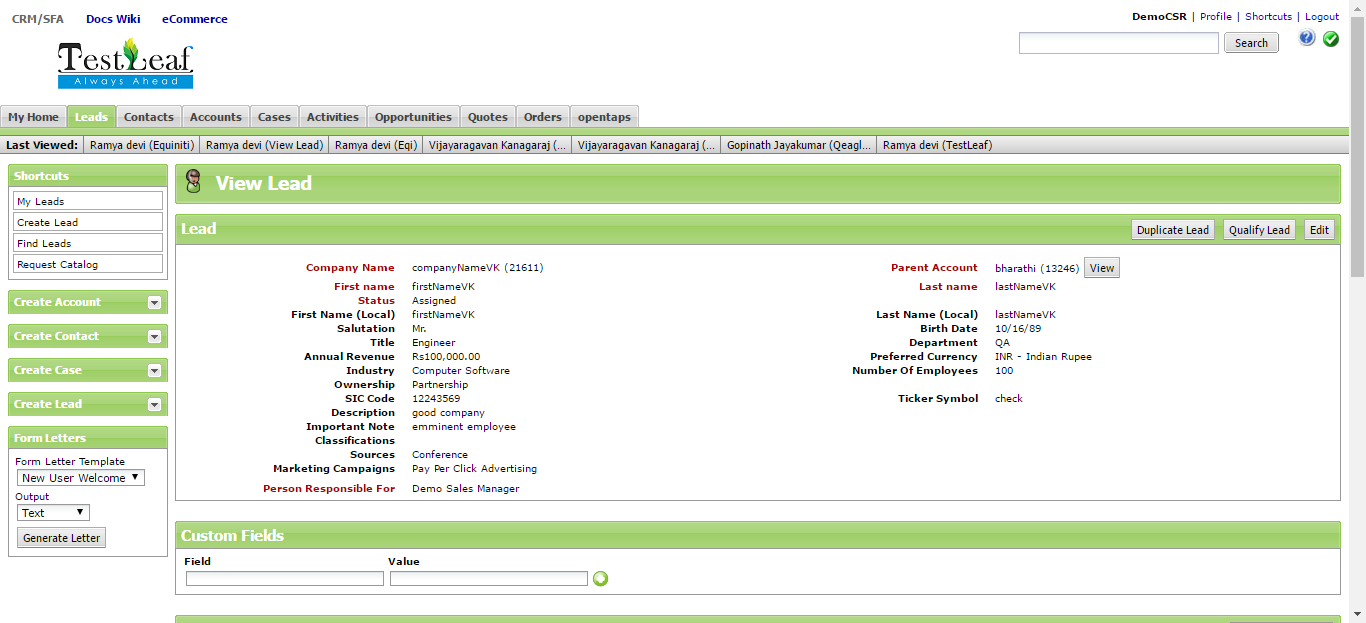 CRM/SFA Docs Wiki eCommerce
DemoCSR | Profile | Shortcuts | Logout
TestLeaf
Always Ahead
Search
My Home Leads Contacts Accounts Cases Activities Opportunities Quotes Orders opentaps
Last Viewed: Ramya devi (Equiniti) Ramya devi (View Lead) Ramya devi (Eqi) Vijayaragavan Kanagaraj (... Vijayaragavan Kanagaraj (... Gopinath Jayakumar (Qeagl... Ramya devi (TestLeaf)
Shortcuts
My Leads
Create Lead
Find Leads
Request Catalog
Create Account
Create Contact
Create Case
Create Lead
Form Letters
Form Letter Template
New User Welcome
Output
Text
Generate Letter
View Lead
Lead Duplicate Lead Qualify Lead Edit
Company Name companyNameVK (21611) Parent Account bharathi (13246) View
First name firstNameVK Last name lastNameVK
Status Assigned
First Name (Local) firstNameVK Last Name (Local) lastNameVK
Salutation Mr. Birth Date 10/16/89
Title Engineer Department QA
Annual Revenue Rs100,000.00 Preferred Currency INR - Indian Rupee
Industry Computer Software Number Of Employees 100
Ownership Partnership
SIC Code 12243569 Ticker Symbol check
Description good company
Important Note emminent employee
Classifications
Sources Conference
Marketing Campaigns Pay Per Click Advertising
Person Responsible For Demo Sales Manager
Custom Fields
Field Value